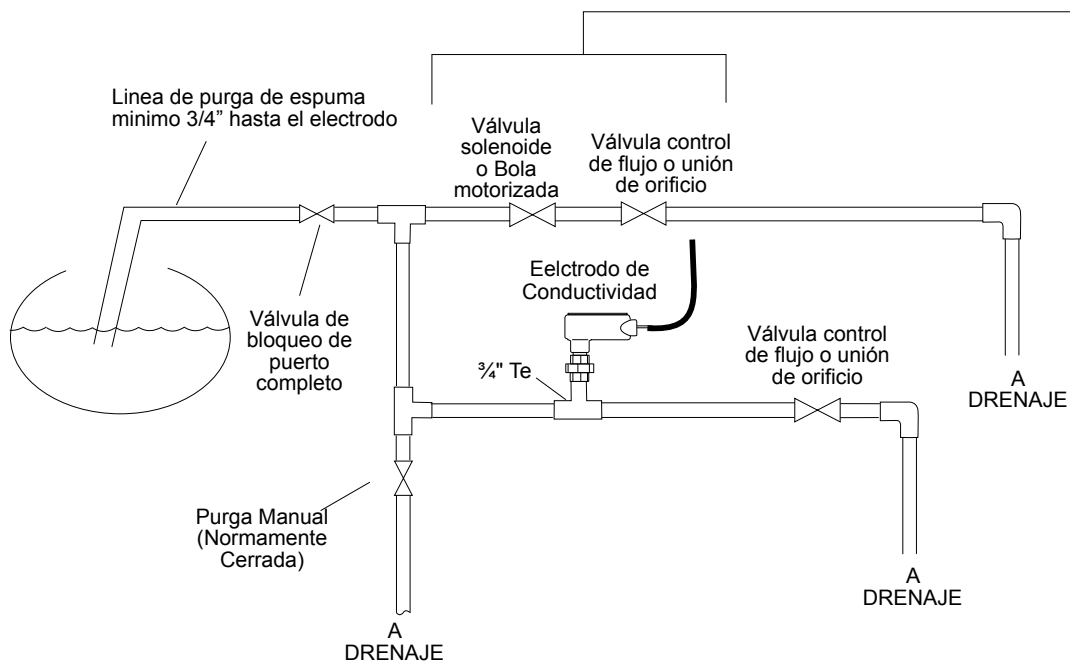 Linea de purga de espuma
minimo 3/4” hasta el electrodo
Válvula
solenoide
o Bola
motorizada
Válvula control
de flujo o unión
de orificio
Eelctrodo de
Conductividad
Válvula de
bloqueo de
puerto
completo
¾" Te
Válvula control
de flujo o unión
de orificio
A
DRENAJE
Purga Manual
(Normamente
Cerrada)
A
DRENAJE
A
DRENAJE